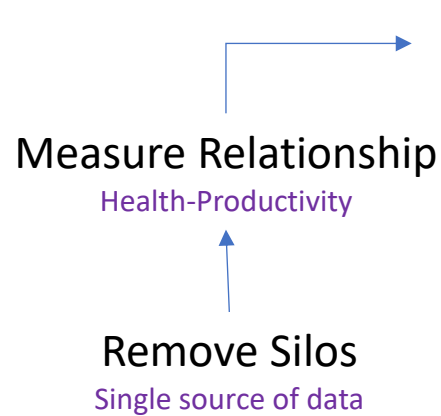 Measure Relationship
Health-Productivity
Remove Silos
Single source of data